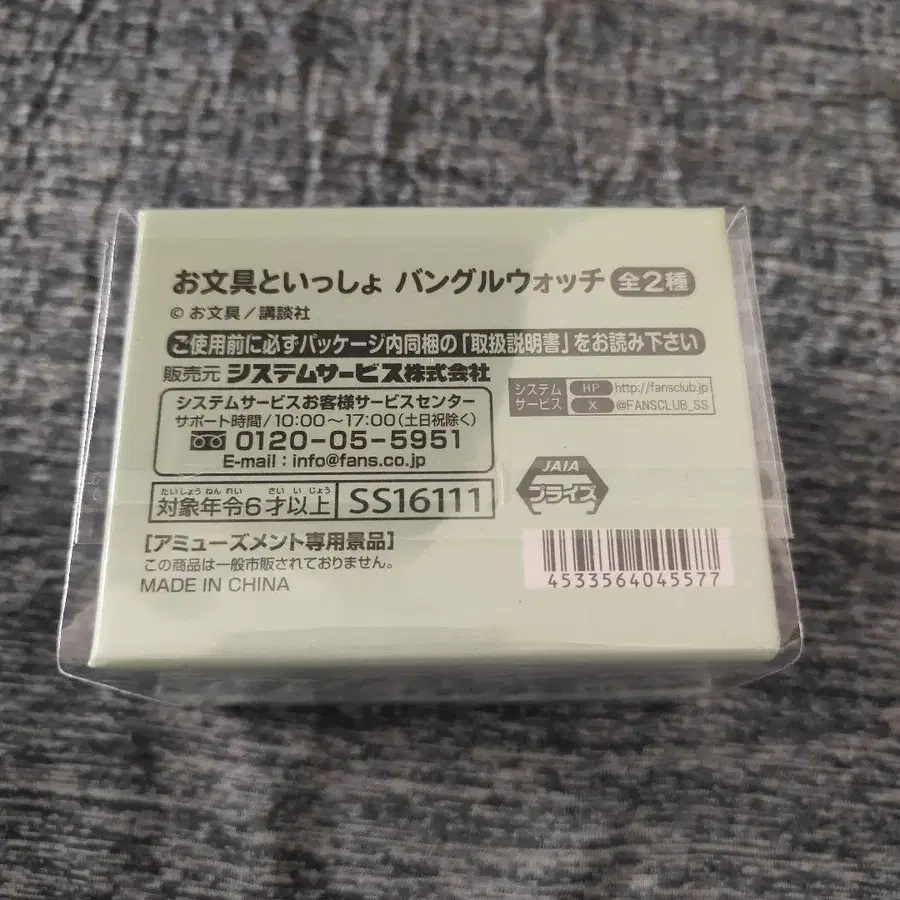 お文具といっしょ バングルウォッチ 全2種
© お文具/講談社
ご使用前に必ずパッケージ内同梱の「取扱説明書」をお読み下さい
販売元 システムサービス株式会社
システムサービスお客様サービスセンター
サポート時間/10:00～17:00(土日祝除く)
0120-05-5951
E-mail:info@fans.co.jp
システムサービス HP http://fansclub.jp
X @FANSCLUB_SS
たいしょうねんれい さいいじょう
対象年令6才以上 SS16111
JAIA
プライズ
[アミューズメント専用景品]
この商品は一般市販されておりません。
MADE IN CHINA
4533564045577